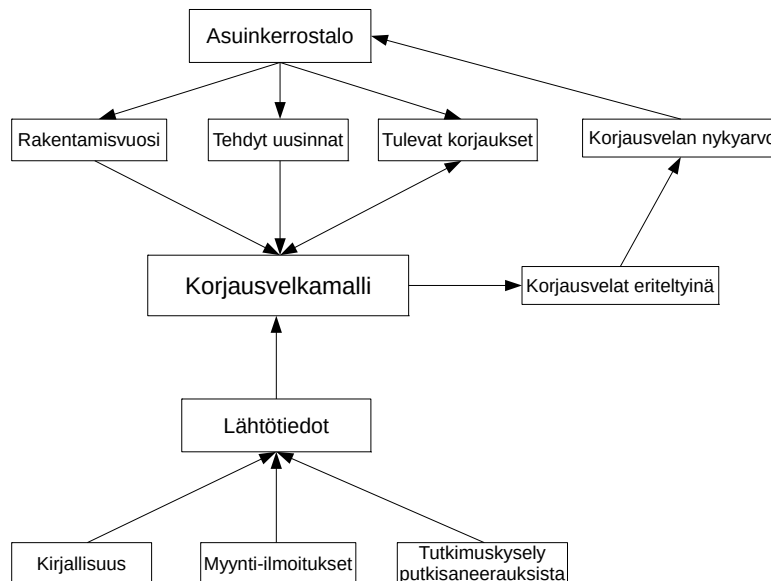 Asuinkerrostalo
Rakentamisvuosi
Tehdyt uusinnat
Tulevat korjaukset
Korjausvelan nykyarvo
Korjausvelkamalli
Korjausvelat eriteltyinä
Lähtötiedot
Kirjallisuus
Myynti-ilmoitukset
Tutkimuskysely
putkisaneerauksista